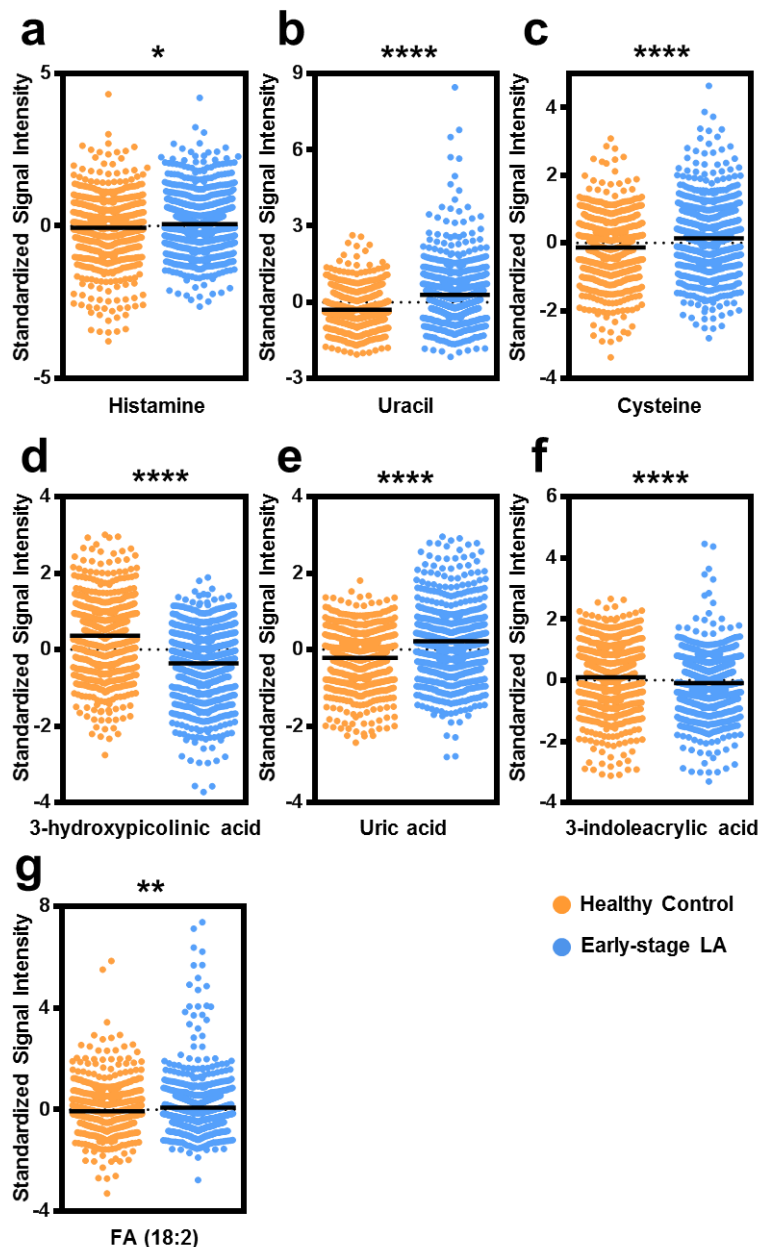 a
*
Standardized Signal Intensity
5
0
-5
Histamine
b
****
Standardized Signal Intensity
9
6
3
0
-3
Uracil
c
****
Standardized Signal Intensity
4
2
0
-2
-4
Cysteine
d
****
Standardized Signal Intensity
4
2
0
-2
-4
3-hydroxypicolinic acid
e
****
Standardized Signal Intensity
4
2
0
-2
-4
Uric acid
f
****
Standardized Signal Intensity
6
4
2
0
-2
-4
3-indoleacrylic acid
g
**
Standardized Signal Intensity
8
4
0
-4
FA (18:2)
Healthy Control
Early-stage LA